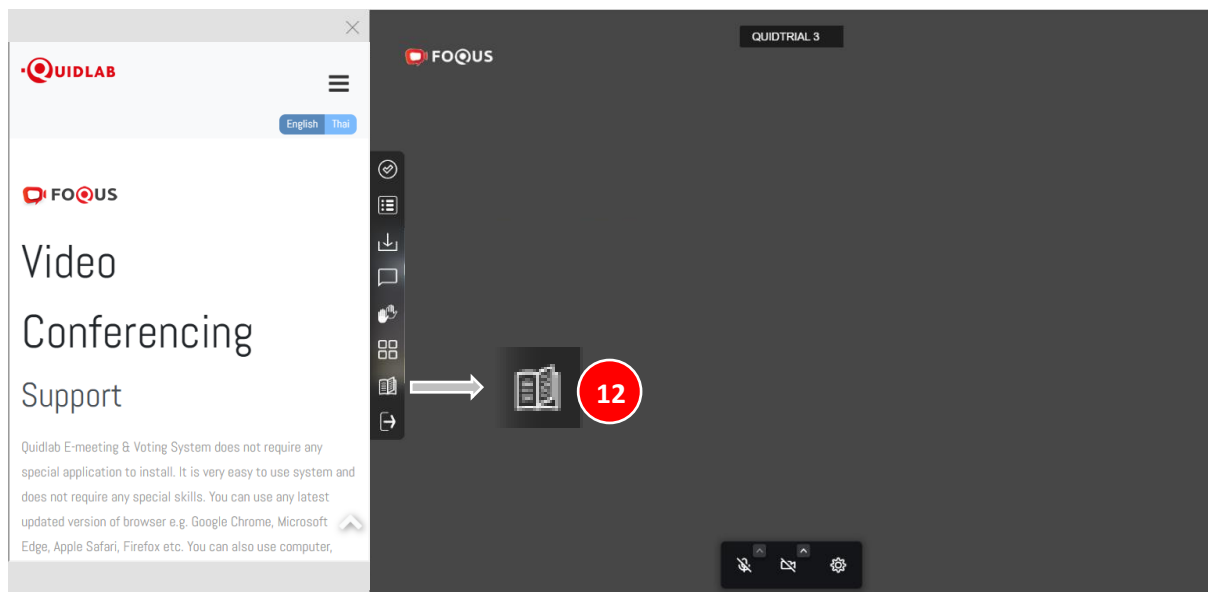 QUIDLAB
English Thai
FOQUS
Video
Conferencing
Support
Quidlab E-meeting & Voting System does not require any
special application to install. It is very easy to use system and
does not require any special skills. You can use any latest
updated version of browser e.g. Google Chrome, Microsoft
Edge, Apple Safari, Firefox etc. You can also use computer,
FOQUS
QUIDTRIAL 3
12